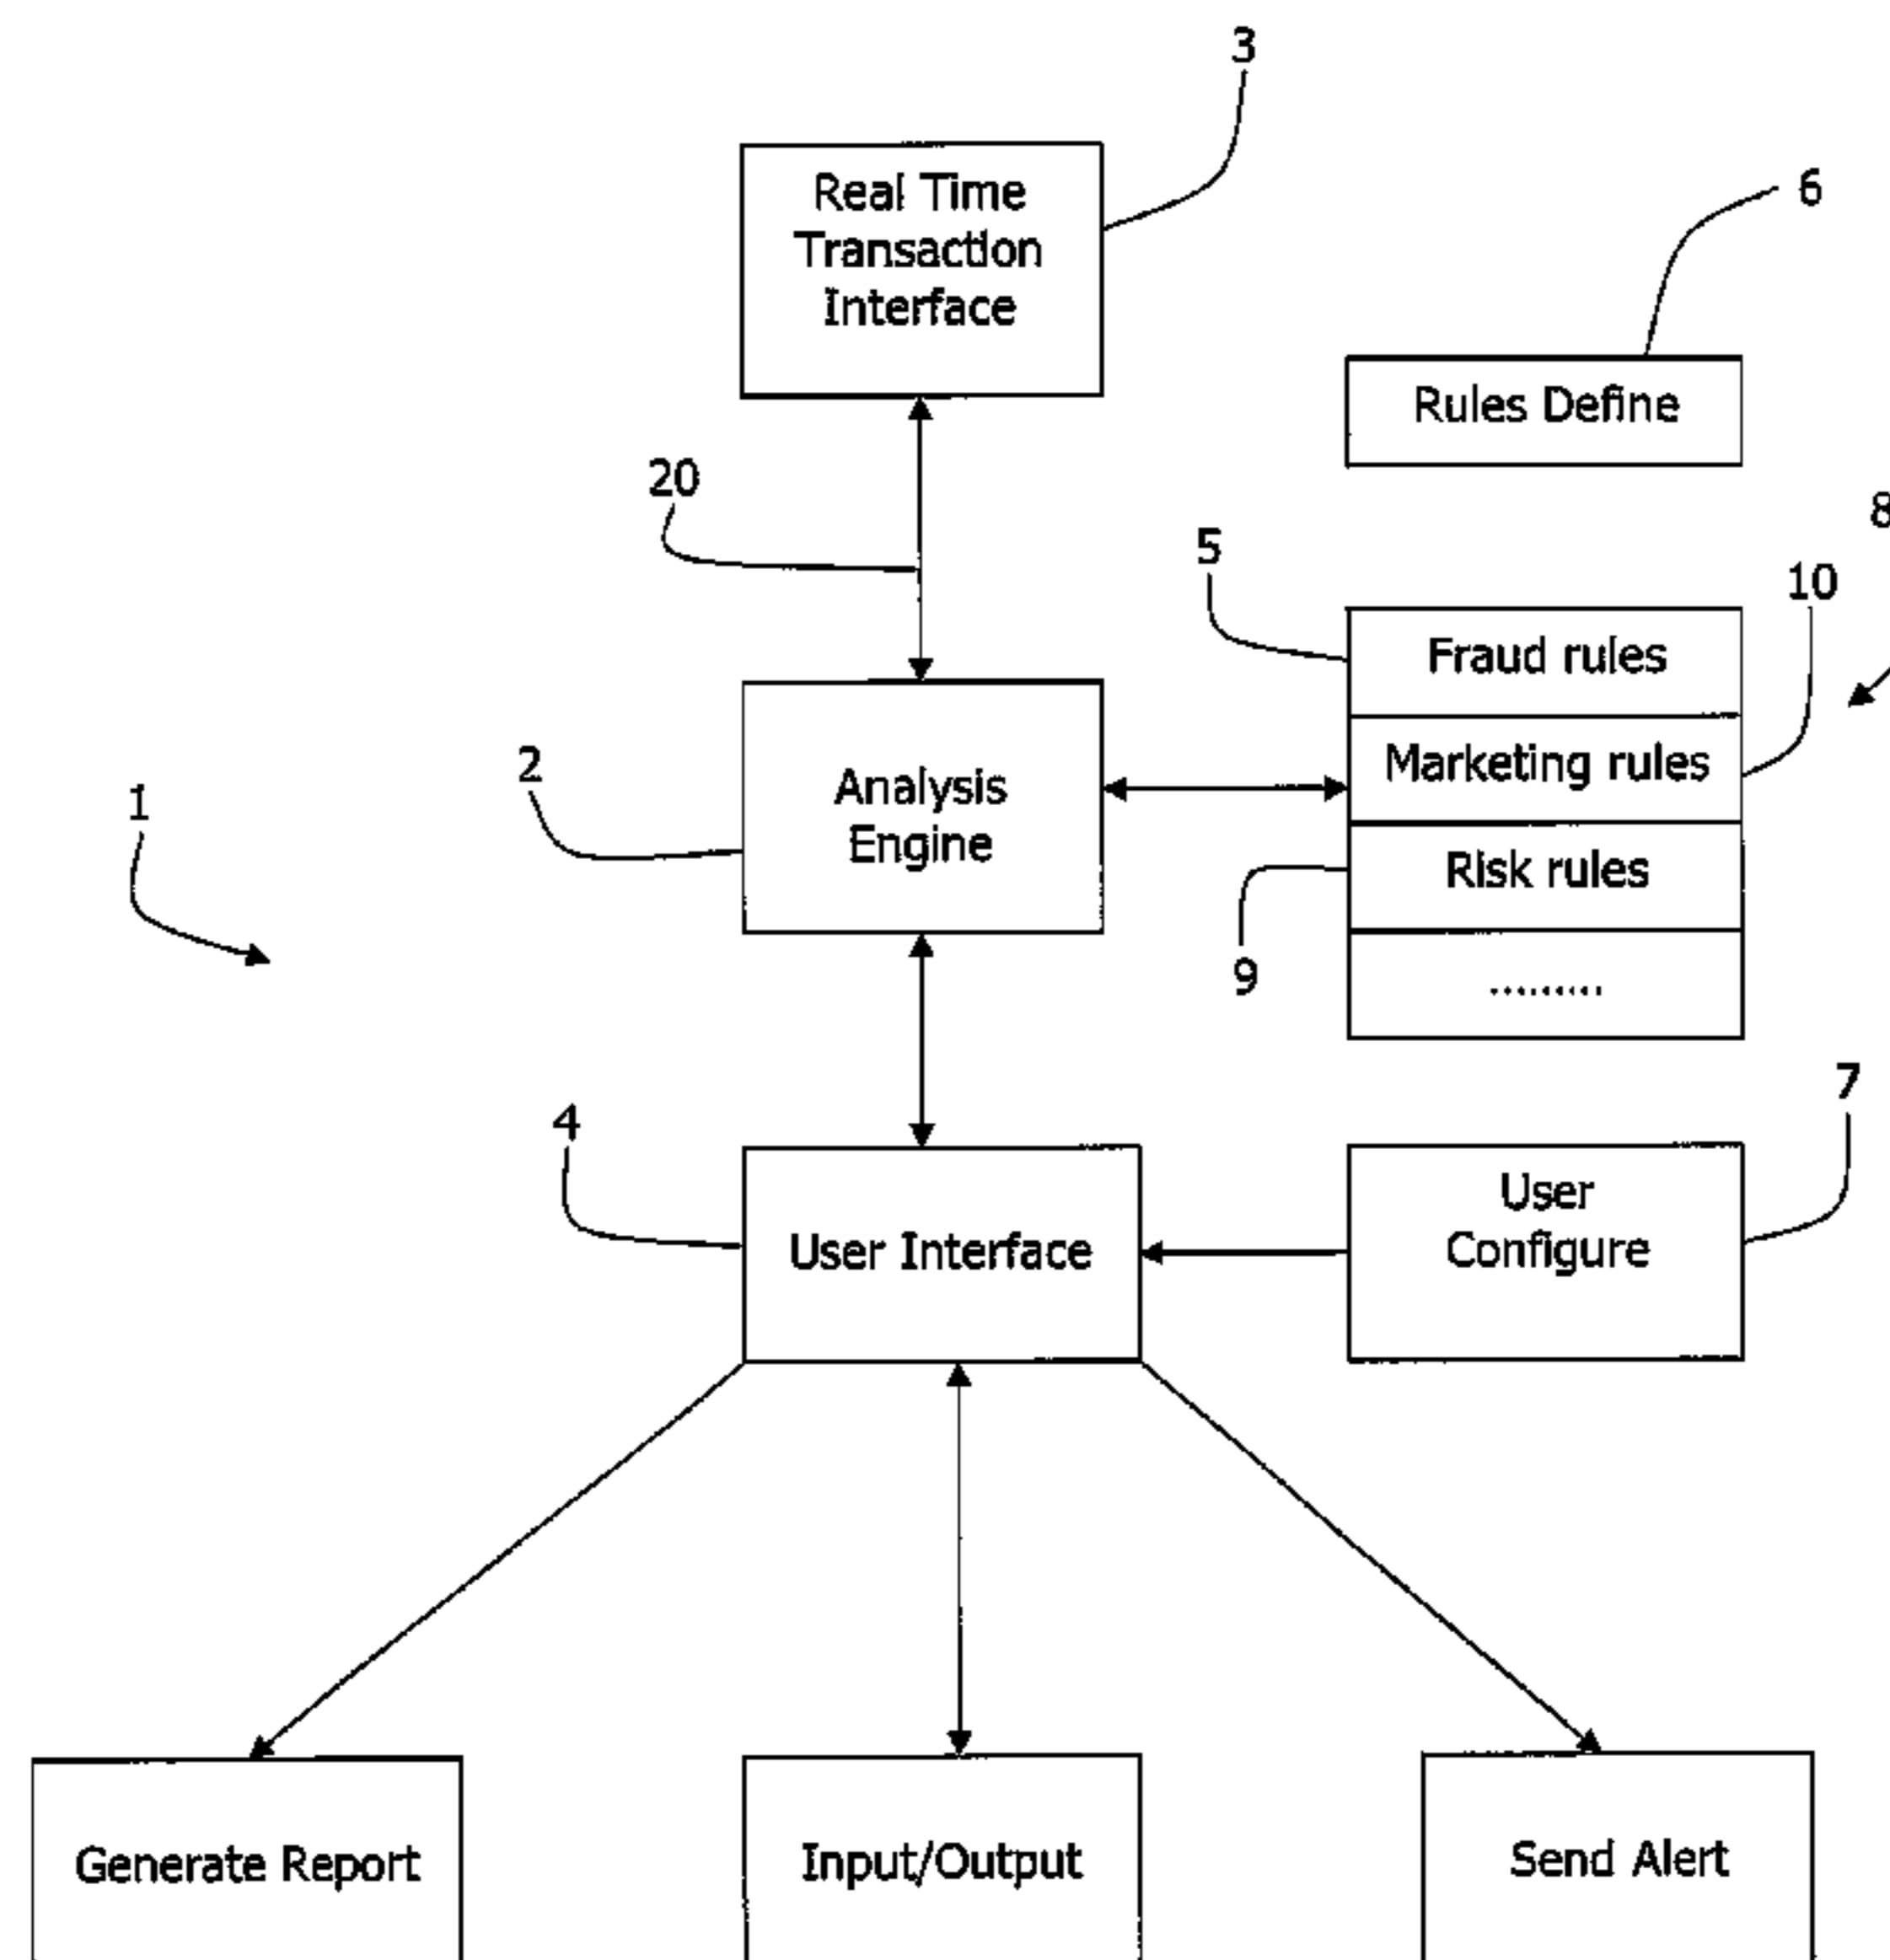 3
Real Time
Transaction
Interface
6
Rules Define
20
8
5
10
Fraud rules
2
Marketing rules
1
Analysis
Engine
Risk rules
9
.........
7
4
User
User Interface
Configure
Generate Report
Input/Output
Send Alert